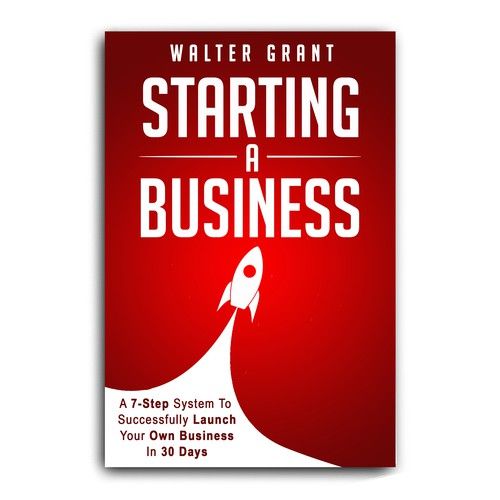 WALTER GRANT
STARTING
A
BUSINESS
A 7-Step System To
Successfully Launch
Your Own Business
In 30 Days